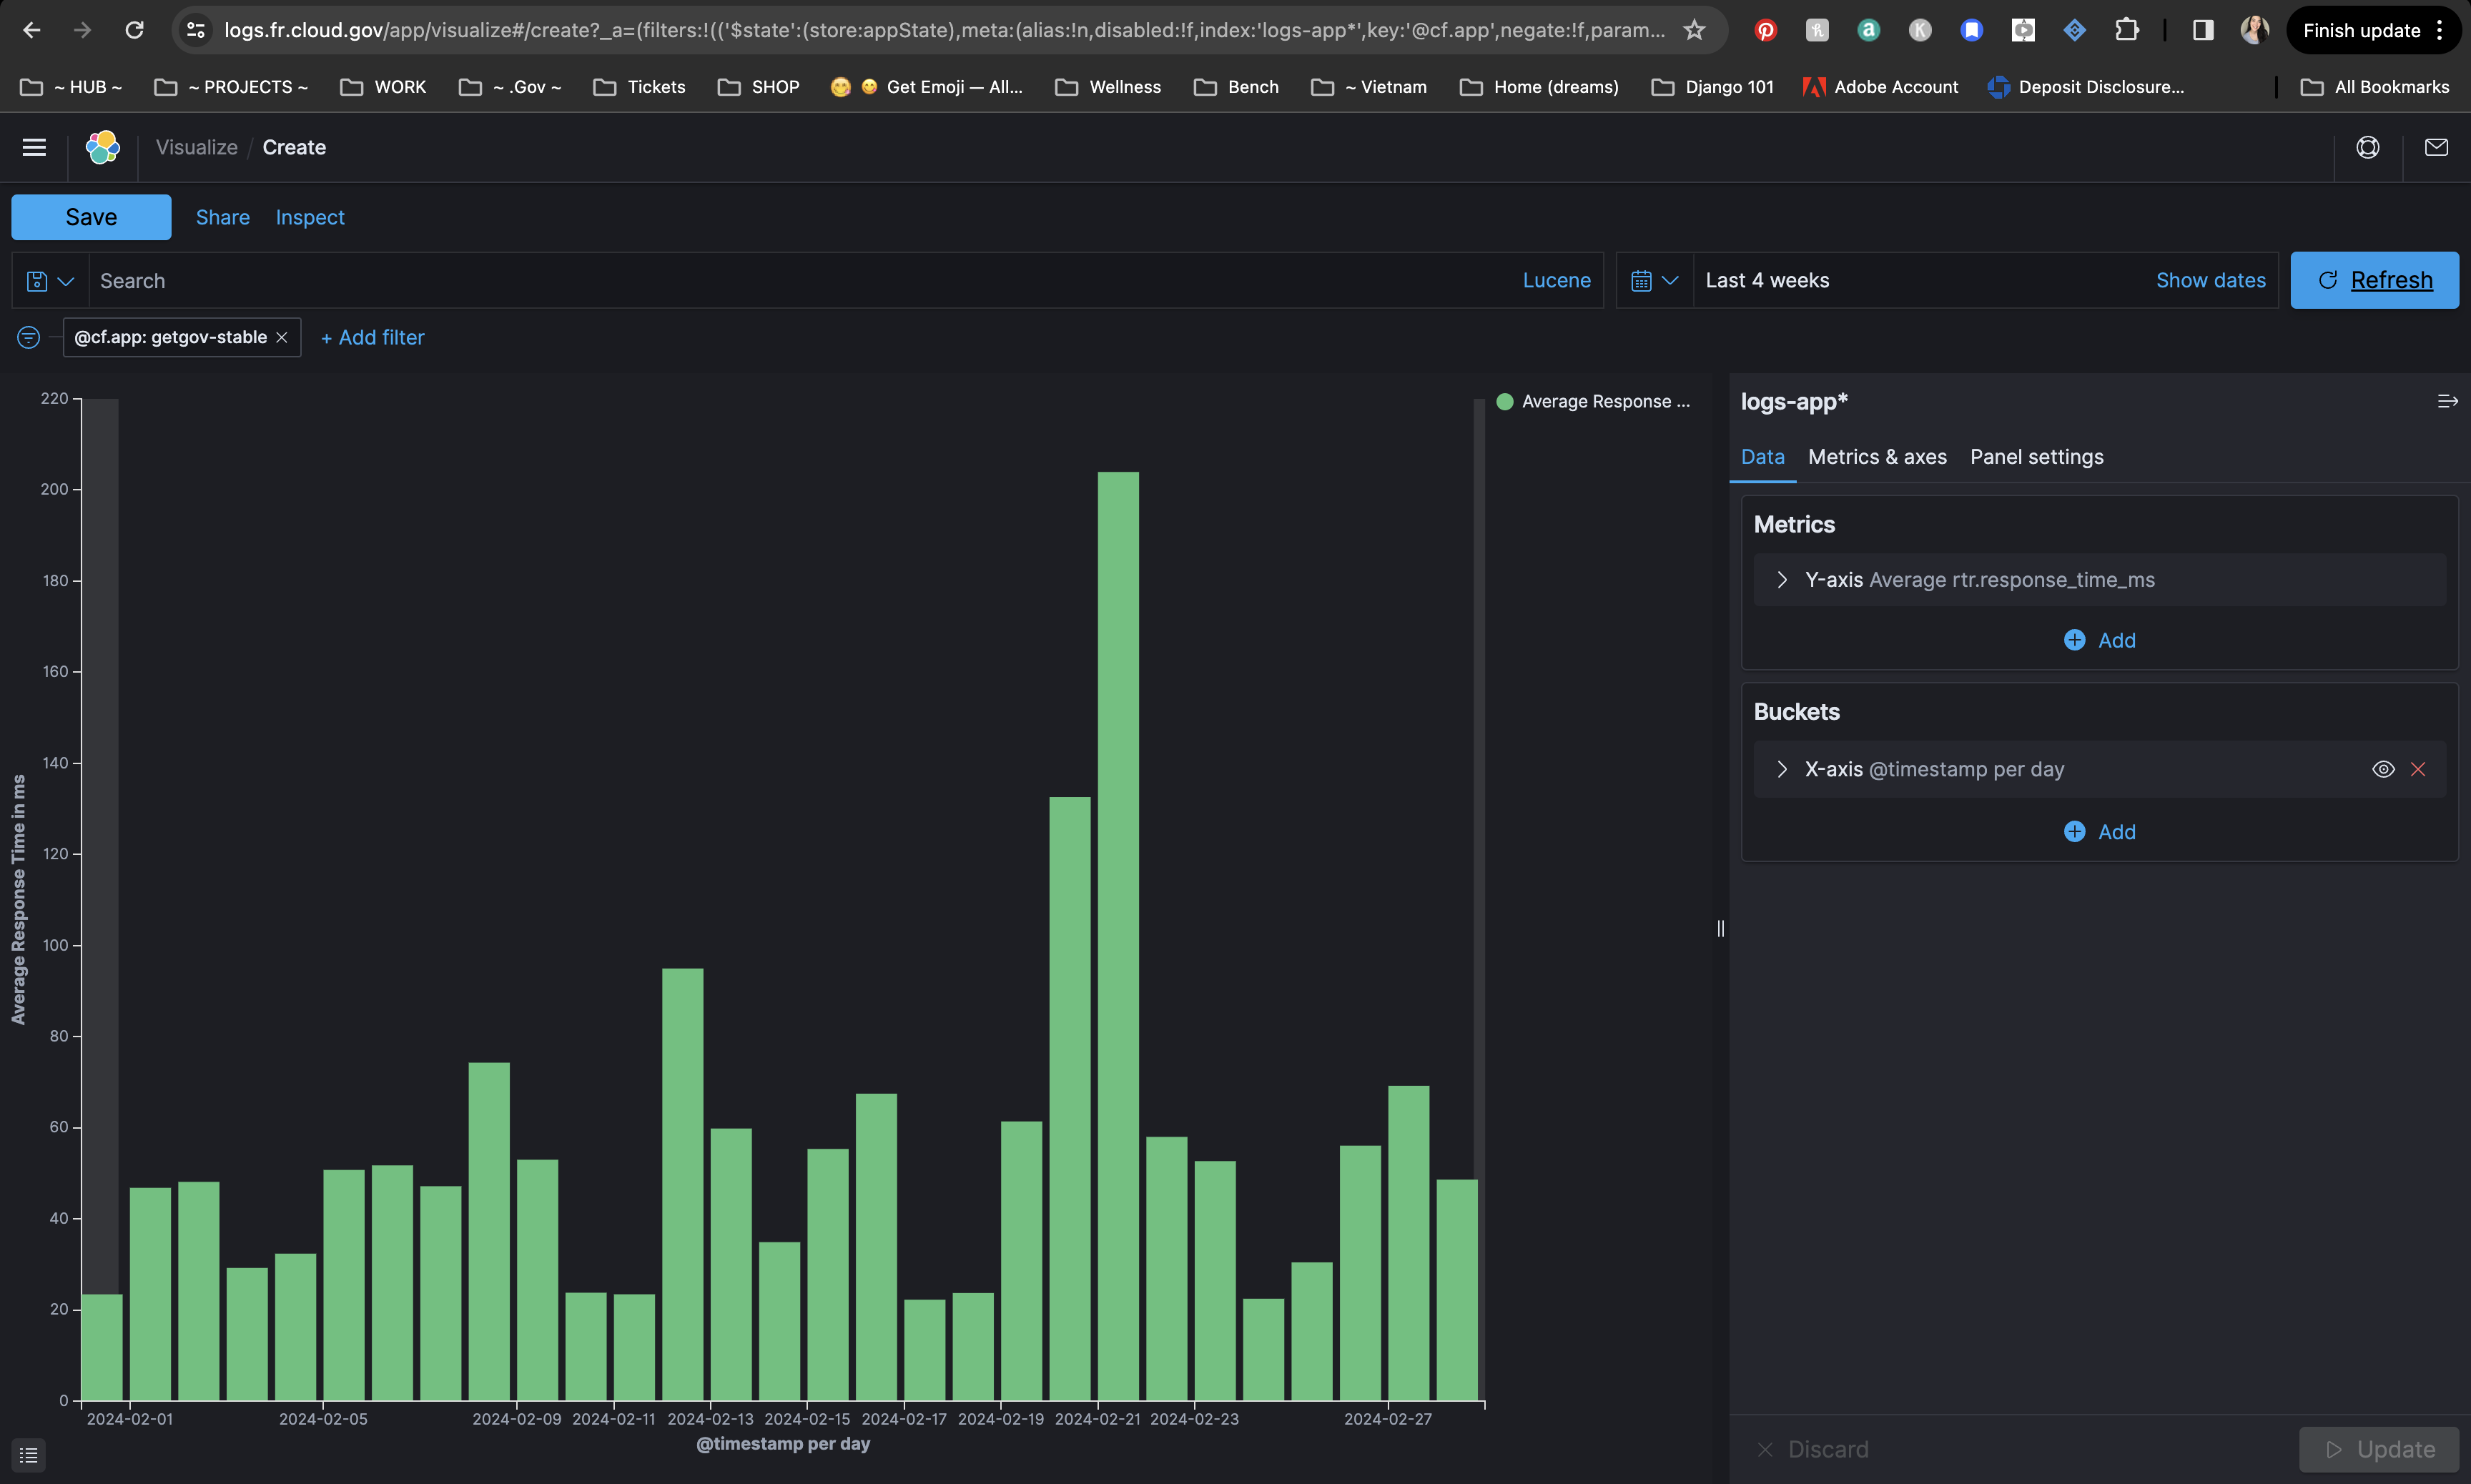 logs.fr.cloud.gov/app/visualize#/create?_a=(filters:!(('$state':(store:appState),meta:(alias:!n,disabled:!f,index:'logs-app*',key:'@cf.app',negate:!f,param...
Finish update
~ HUB ~ ~ PROJECTS ~ WORK ~ .Gov ~ Tickets SHOP 😋 Get Emoji — All... Wellness Bench ~ Vietnam Home (dreams) Django 101 Adobe Account Deposit Disclosure... All Bookmarks
Visualize / Create
Save Share Inspect
Search Lucene Last 4 weeks Show dates Refresh
@cf.app: getgov-stable × + Add filter
Average Response ...
220
200
180
160
140
120
100
80
60
40
20
0
Average Response Time in ms
2024-02-01 2024-02-05 2024-02-09 2024-02-11 2024-02-13 2024-02-15 2024-02-17 2024-02-19 2024-02-21 2024-02-23 2024-02-27
@timestamp per day
logs-app*
Data Metrics & axes Panel settings
Metrics
Y-axis Average rtr.response_time_ms
Add
Buckets
X-axis @timestamp per day
Add
Discard Update